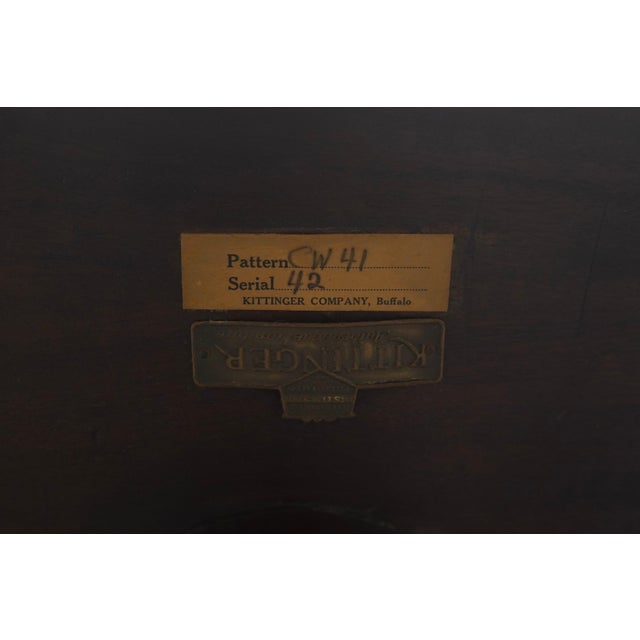 Pattern CW 41
Serial 42
KITTINGER COMPANY, Buffalo
KITTINGER